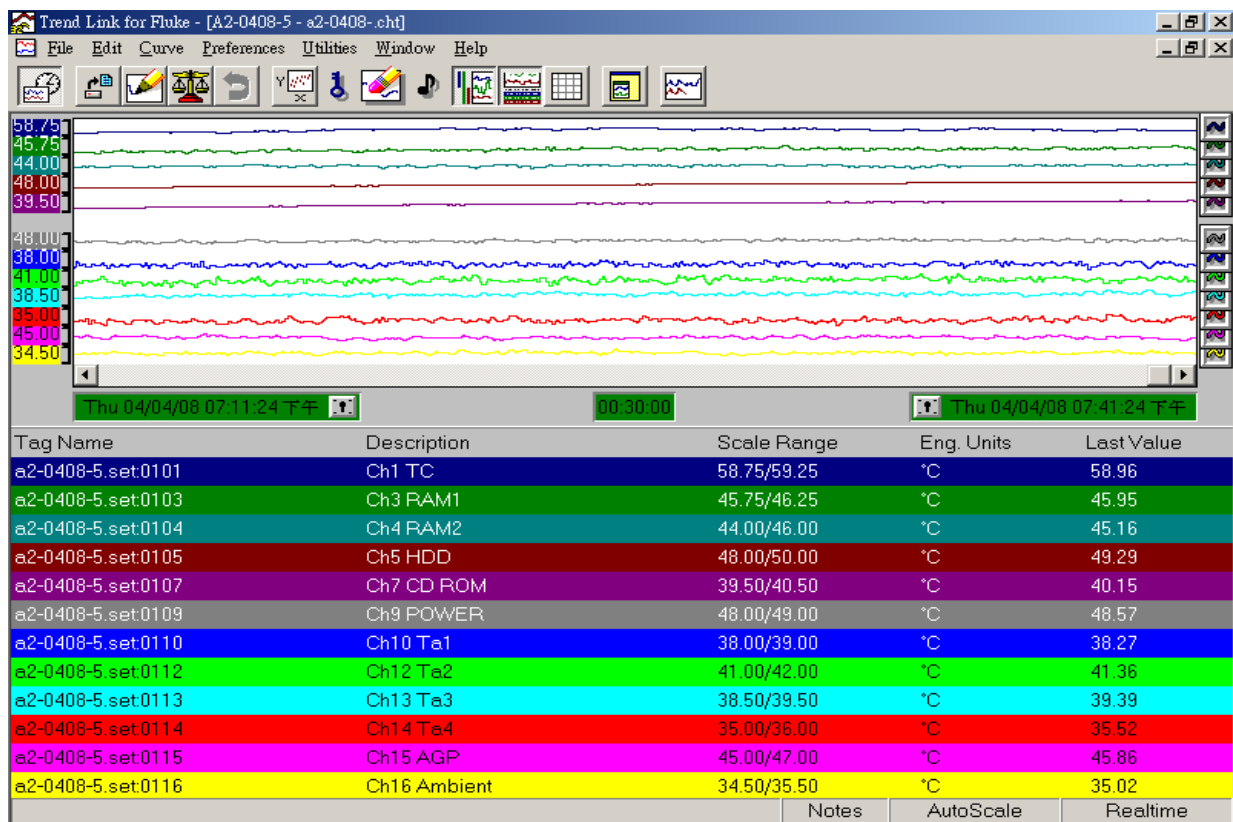 Trend Link for Fluke - [A2-0408-5 - a2-0408-.cht]
File Edit Curve Preferences Utilities Window Help
58.75
45.75
44.00
48.00
39.50
48.00
38.00
41.00
38.50
35.00
45.00
34.50
Thu 04/04/08 07:11:24 下午 00:30:00 Thu 04/04/08 07:41:24 下午
Tag Name Description Scale Range Eng. Units Last Value
a2-0408-5.set:0101 Ch1 TC 58.75/59.25 °C 58.96
a2-0408-5.set:0103 Ch3 RAM1 45.75/46.25 °C 45.95
a2-0408-5.set:0104 Ch4 RAM2 44.00/46.00 °C 45.16
a2-0408-5.set:0105 Ch5 HDD 48.00/50.00 °C 49.29
a2-0408-5.set:0107 Ch7 CD ROM 39.50/40.50 °C 40.15
a2-0408-5.set:0109 Ch9 POWER 48.00/49.00 °C 48.57
a2-0408-5.set:0110 Ch10 Ta1 38.00/39.00 °C 38.27
a2-0408-5.set:0112 Ch12 Ta2 41.00/42.00 °C 41.36
a2-0408-5.set:0113 Ch13 Ta3 38.50/39.50 °C 39.39
a2-0408-5.set:0114 Ch14 Ta4 35.00/36.00 °C 35.52
a2-0408-5.set:0115 Ch15 AGP 45.00/47.00 °C 45.86
a2-0408-5.set:0116 Ch16 Ambient 34.50/35.50 °C 35.02
Notes AutoScale Realtime